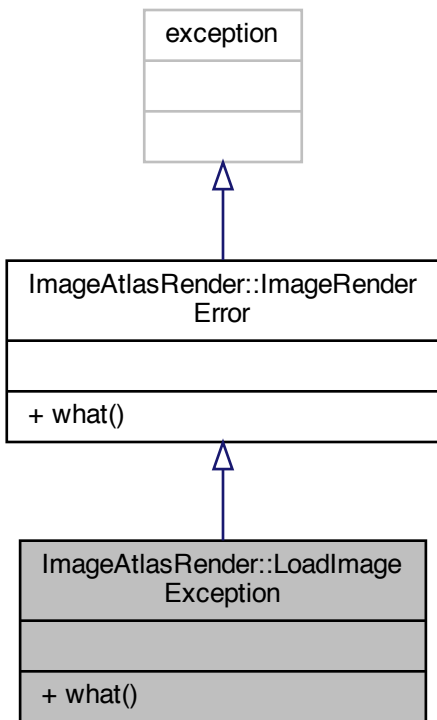 exception
ImageAtlasRender::ImageRender
Error
+ what()
ImageAtlasRender::LoadImage
Exception
+ what()